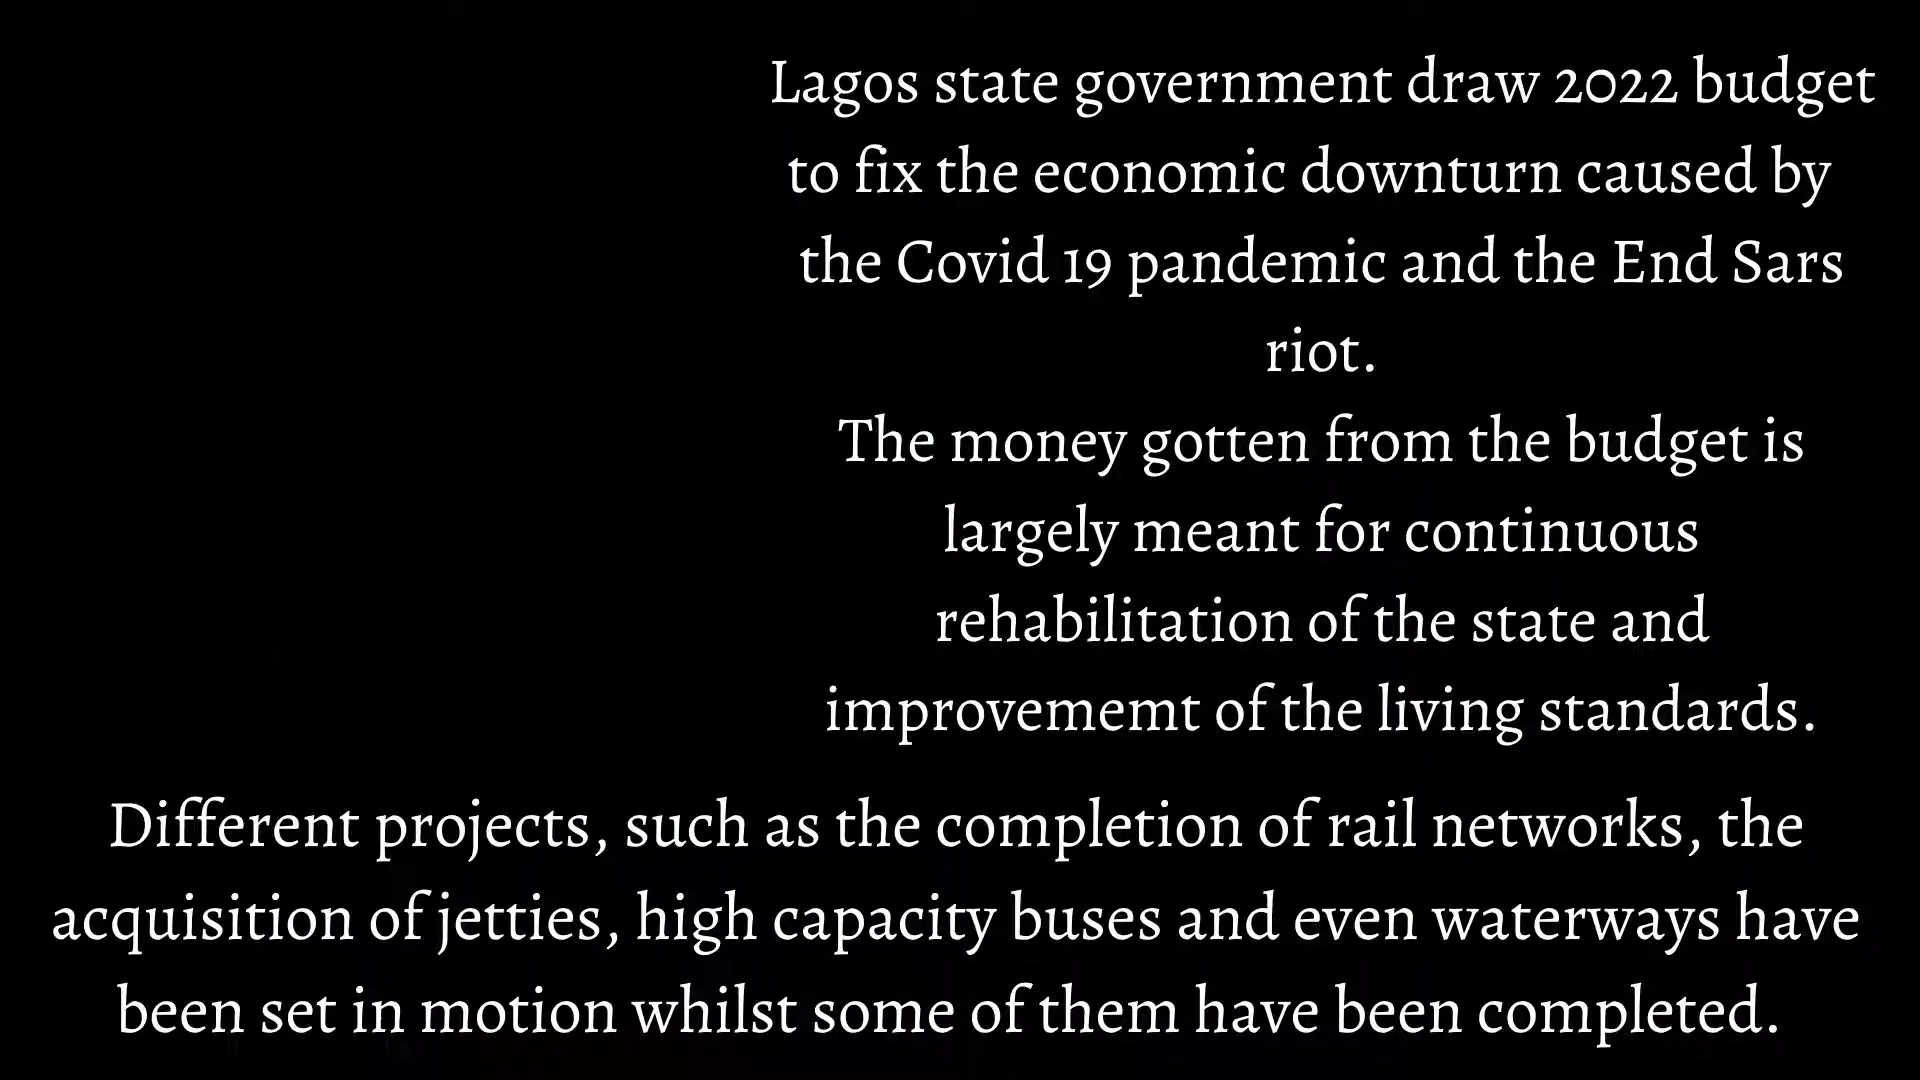 Lagos state government draw 2022 budget
to fix the economic downturn caused by
the Covid 19 pandemic and the End Sars
riot.
The money gotten from the budget is
largely meant for continuous
rehabilitation of the state and
improvememt of the living standards.
Different projects, such as the completion of rail networks, the
acquisition of jetties, high capacity buses and even waterways have
been set in motion whilst some of them have been completed.